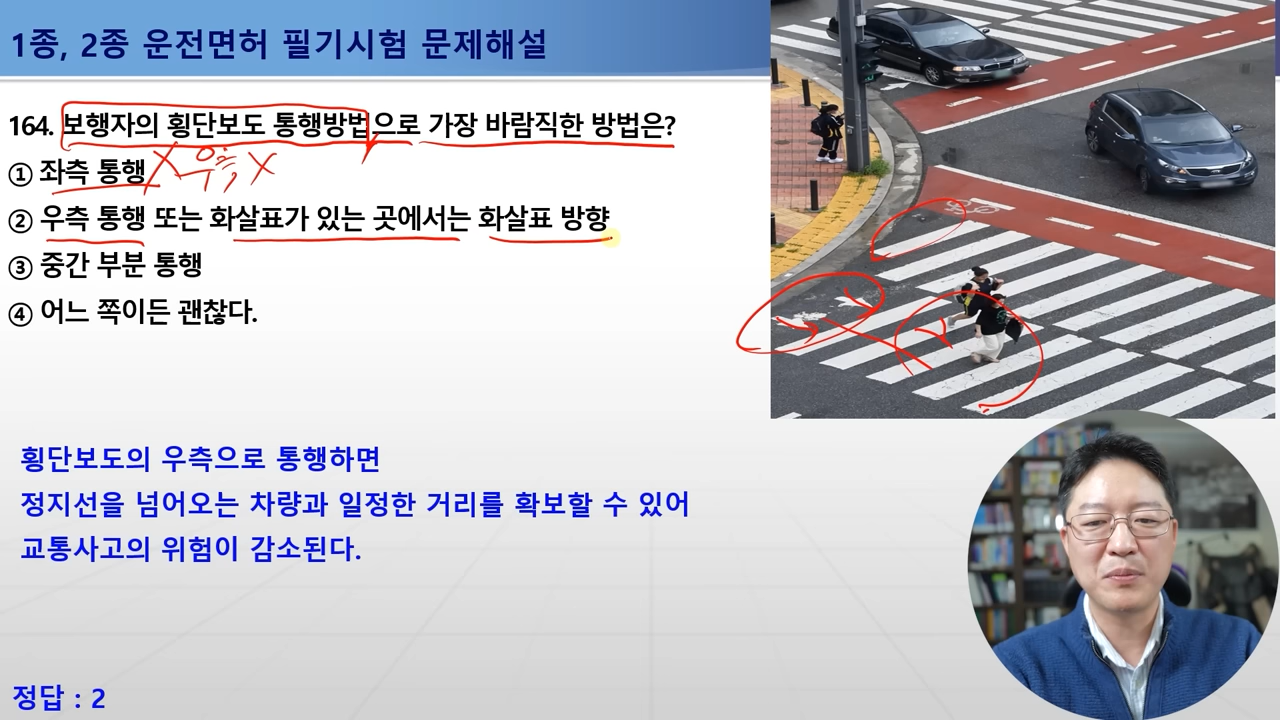 1종, 2종 운전면허 필기시험 문제해설
164. 보행자의 횡단보도 통행방법으로 가장 바람직한 방법은?
① 좌측 통행
우측
② 우측 통행 또는 화살표가 있는 곳에서는 화살표 방향
③ 중간 부분 통행
④ 어느 쪽이든 괜찮다.
횡단보도의 우측으로 통행하면
정지선을 넘어오는 차량과 일정한 거리를 확보할 수 있어
교통사고의 위험이 감소된다.
정답 : 2